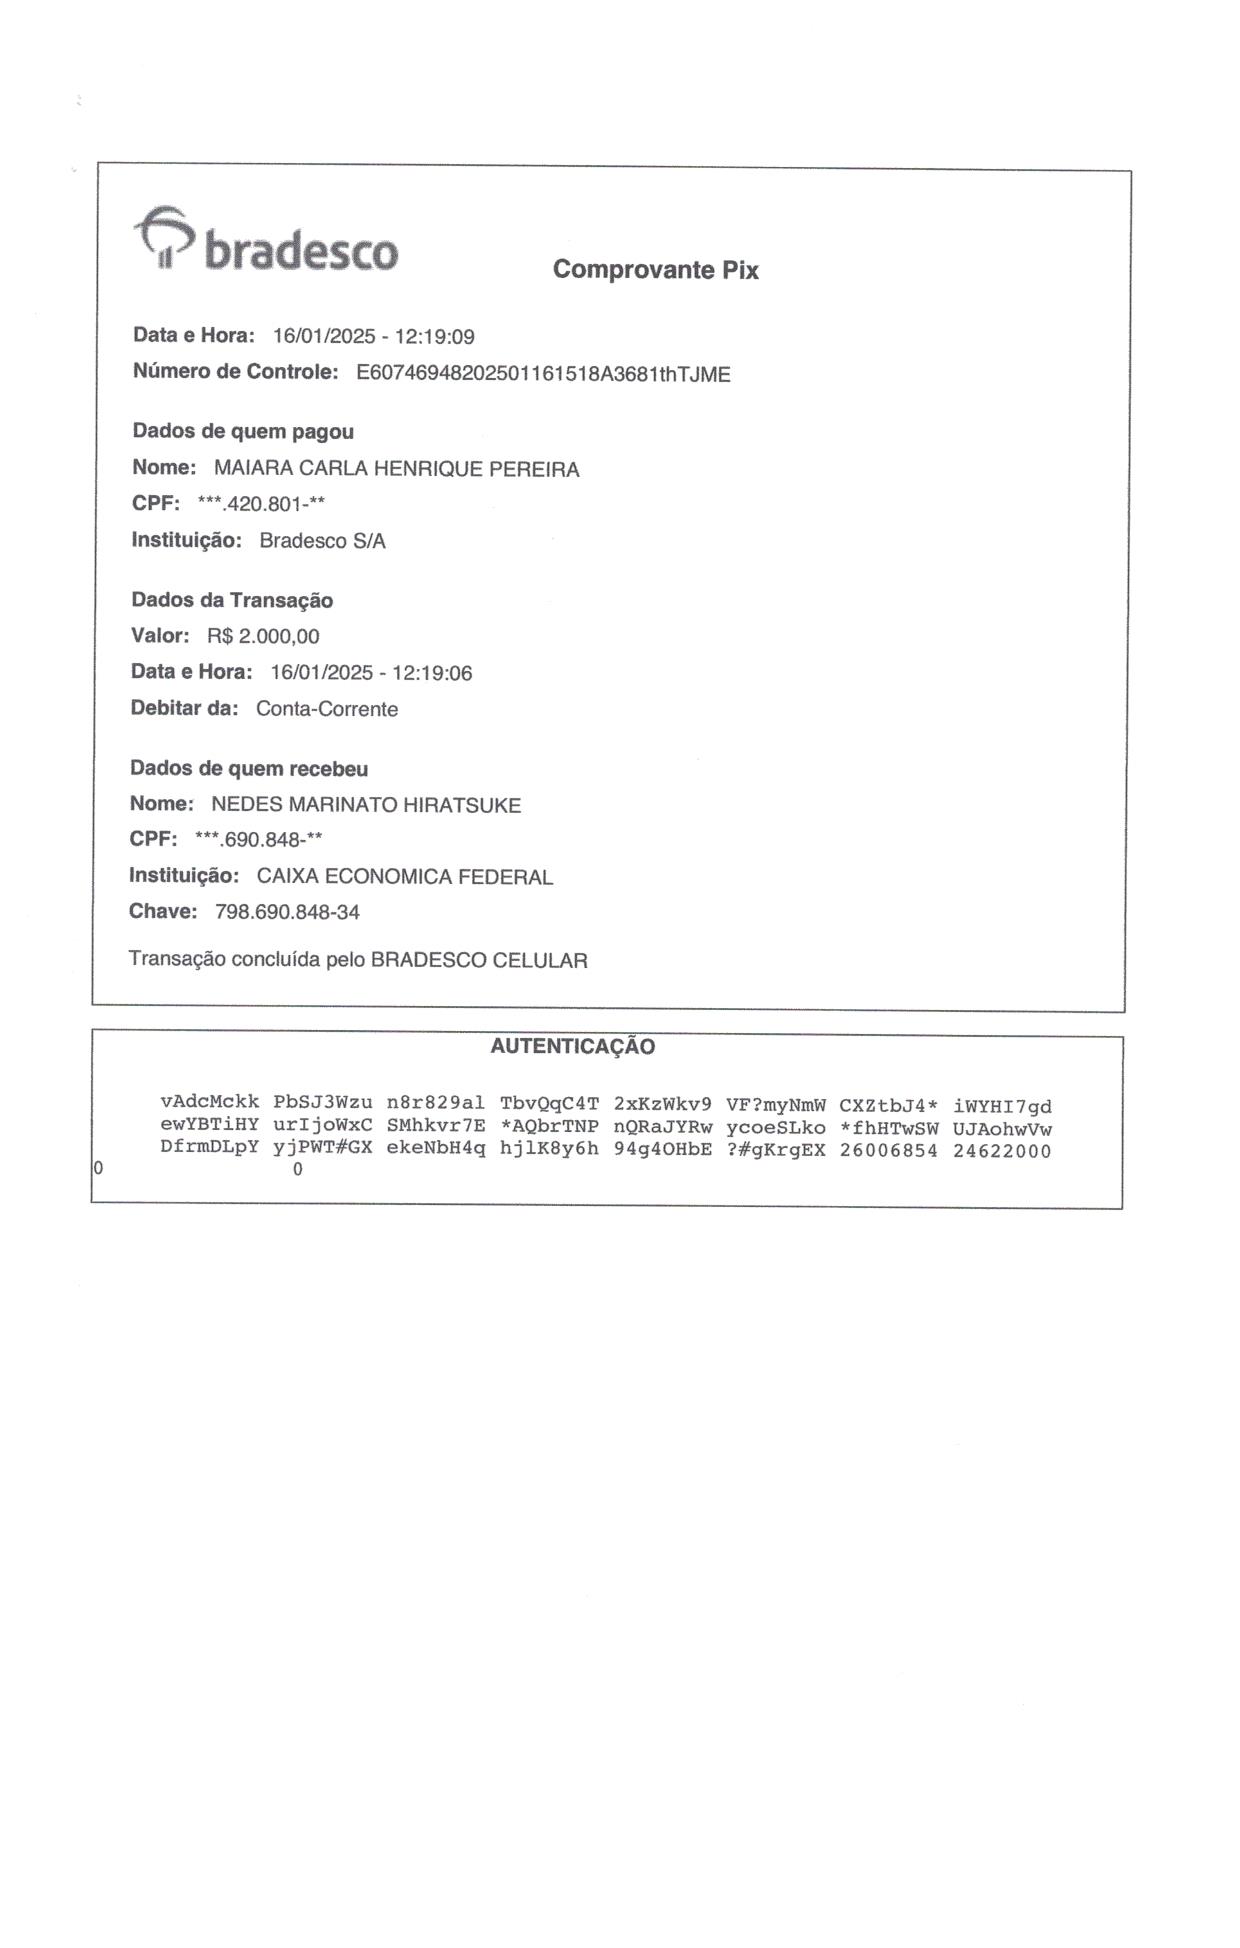 bradesco
Comprovante Pix
Data e Hora: 16/01/2025 - 12:19:09
Número de Controle: E60746948202501161518A3681thTJME
Dados de quem pagou
Nome: MAIARA CARLA HENRIQUE PEREIRA
CPF: ***.420.801-**
Instituição: Bradesco S/A
Dados da Transação
Valor: R$ 2.000,00
Data e Hora: 16/01/2025 - 12:19:06
Debitar da: Conta-Corrente
Dados de quem recebeu
Nome: NEDES MARINATO HIRATSUKE
CPF: ***.690.848-**
Instituição: CAIXA ECONOMICA FEDERAL
Chave: 798.690.848-34
Transação concluída pelo BRADESCO CELULAR
AUTENTICAÇÃO
vAdcMckk PbSJ3Wzu n8r829al TbvQqC4T 2xKzWkv9 VF?myNmW CXZtbJ4* iWYHI7gd
ewYBTiHY urIjoWxC SMhkvr7E *AQbrTNP nQRaJYRw ycoeSLko *fhHTwSW UJAohwVw
DfrmDLpY yjPWT#GX ekeNbH4q hjlK8y6h 94g4OHbE ?#gKrgEX 26006854 24622000
0 0